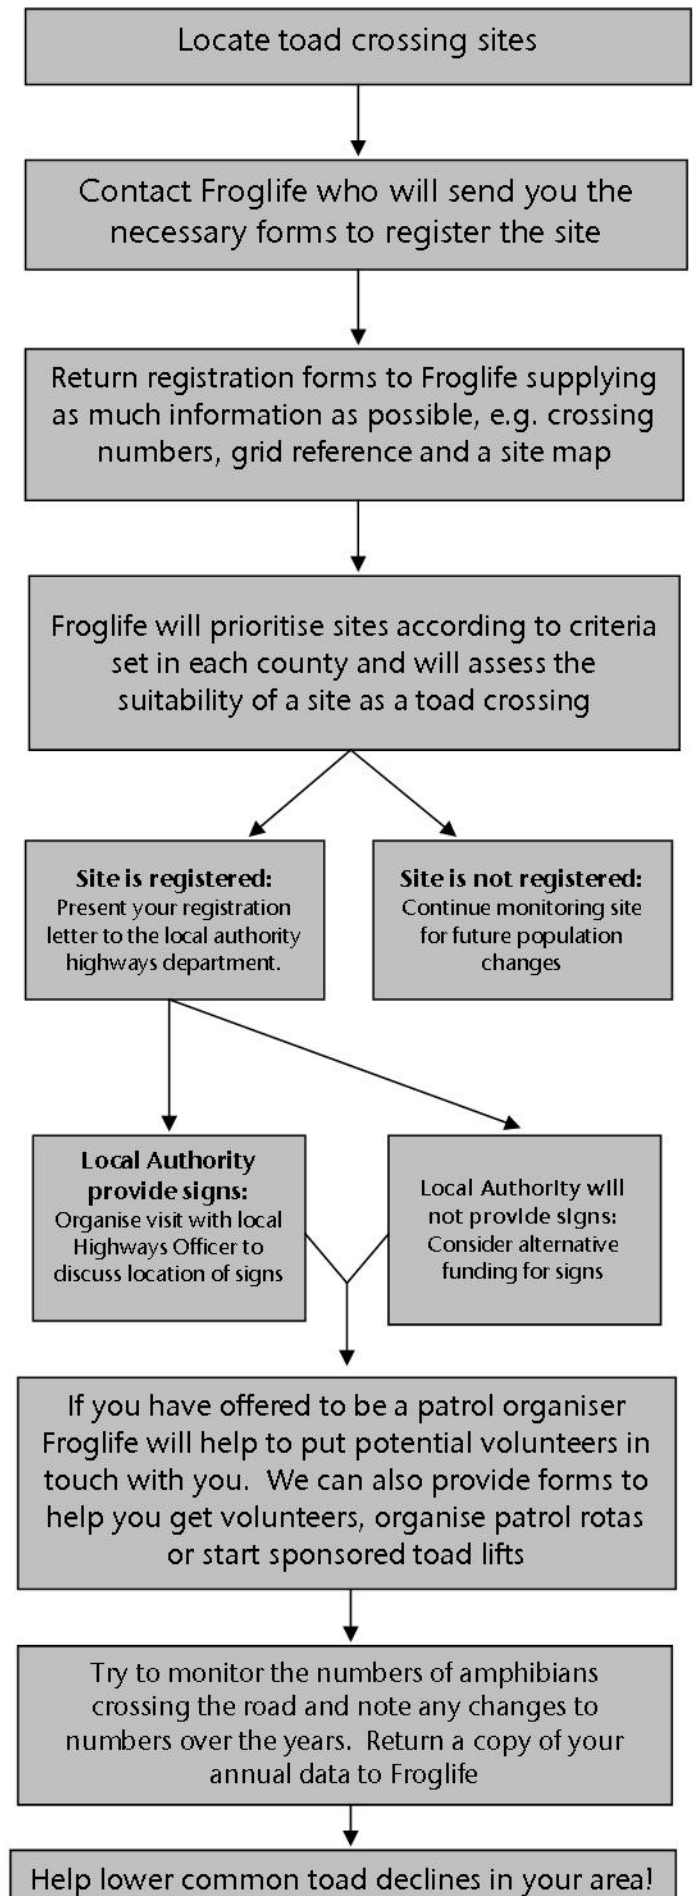 Locate toad crossing sites
Contact Froglife who will send you the
necessary forms to register the site
Return registration forms to Froglife supplying
as much information as possible, e.g. crossing
numbers, grid reference and a site map
Froglife will prioritise sites according to criteria
set in each county and will assess the
suitability of a site as a toad crossing
Site is registered:
Present your registration
letter to the local authority
highways department.
Site is not registered:
Continue monitoring site
for future population
changes
Local Authority
provide signs:
Organise visit with local
Highways Officer to
discuss location of signs
Local Authority will
not provide signs:
Consider alternative
funding for signs
If you have offered to be a patrol organiser
Froglife will help to put potential volunteers in
touch with you.  We can also provide forms to
help you get volunteers, organise patrol rotas
or start sponsored toad lifts
Try to monitor the numbers of amphibians
crossing the road and note any changes to
numbers over the years.  Return a copy of your
annual data to Froglife
Help lower common toad declines in your area!